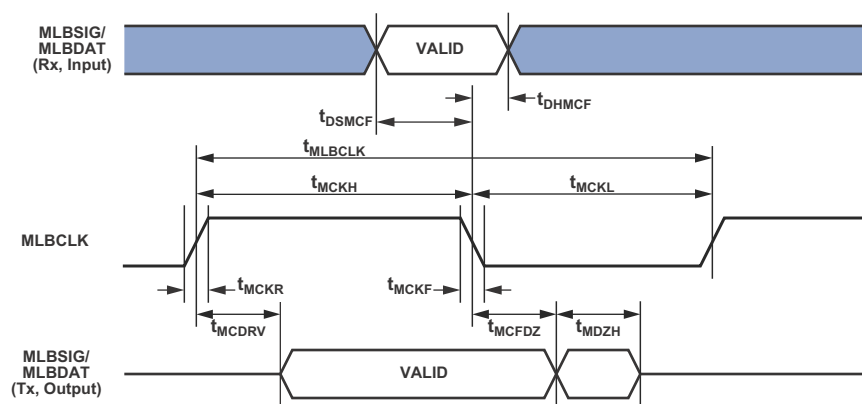 MLBSIG/
MLBDAT
(Rx, Input)
VALID
tDHMCF
tDSMCF
tMLBCLK
tMCKH
tMCKL
MLBCLK
tMCKR
tMCKF
tMCDRV
tMCFDZ
tMDZH
MLBSIG/
MLBDAT
(Tx, Output)
VALID